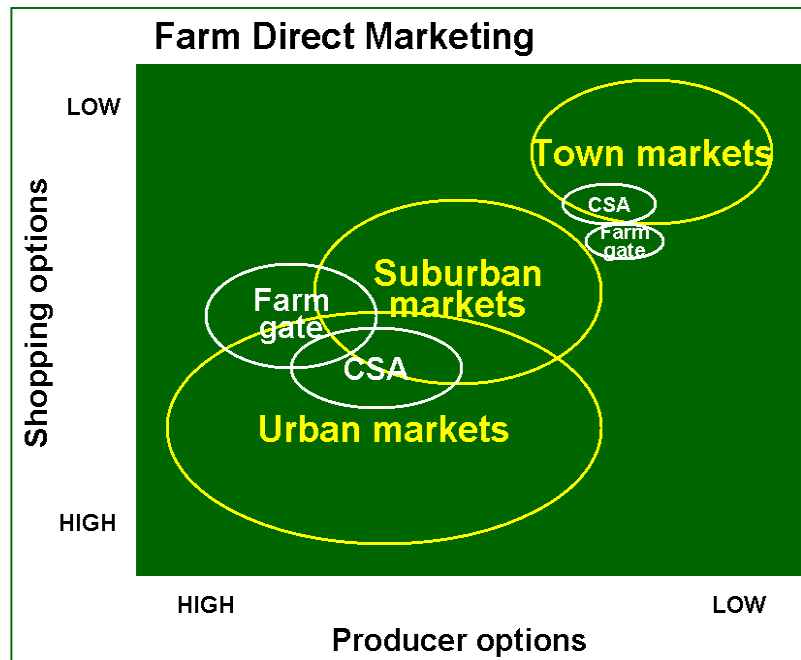 Farm Direct Marketing
LOW
Town markets
CSA
Farm
gate
Suburban
markets
Farm
gate
CSA
Urban markets
Shopping options
HIGH
HIGH
LOW
Producer options